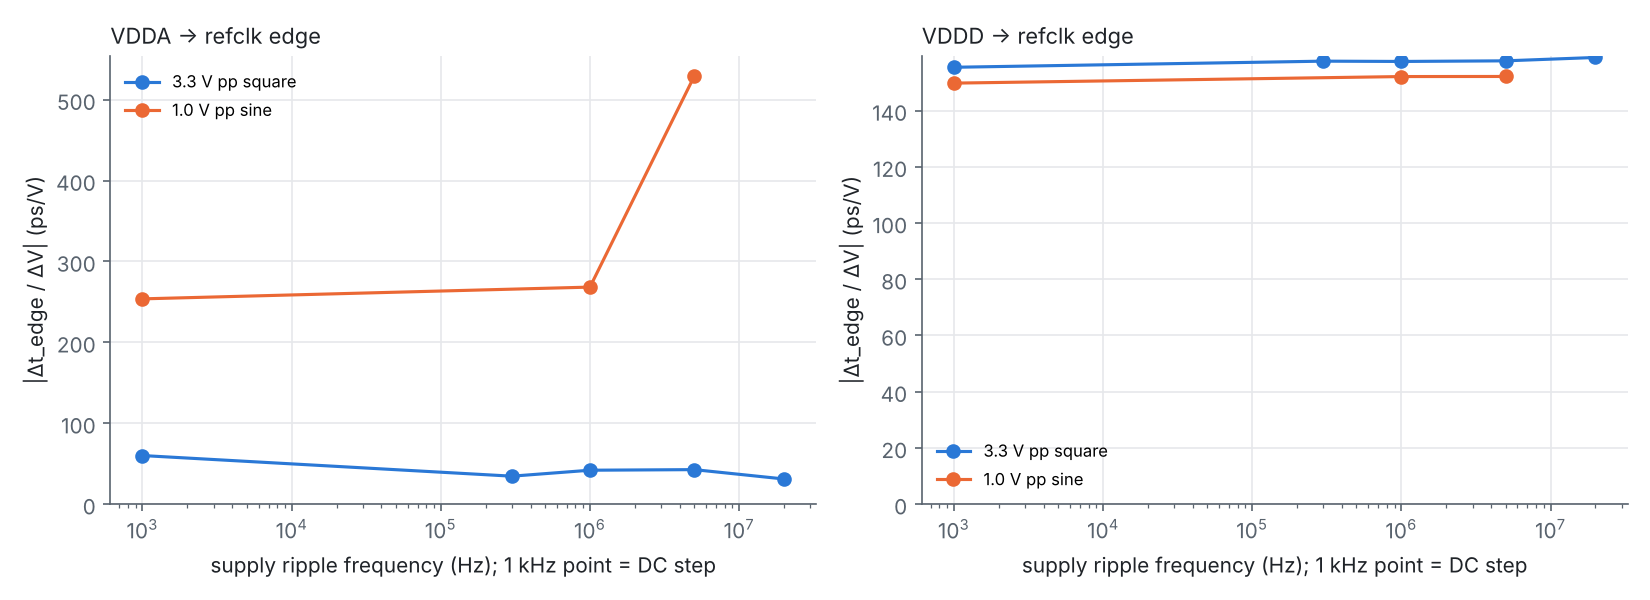 VDDA → refclk edge
3.3 V pp square
1.0 V pp sine
|Δt_edge / ΔV| (ps/V)
500
400
300
200
100
0
10³
10⁴
10⁵
10⁶
10⁷
supply ripple frequency (Hz); 1 kHz point = DC step
VDDD → refclk edge
|Δt_edge / ΔV| (ps/V)
140
120
100
80
60
40
20
0
3.3 V pp square
1.0 V pp sine
10³
10⁴
10⁵
10⁶
10⁷
supply ripple frequency (Hz); 1 kHz point = DC step